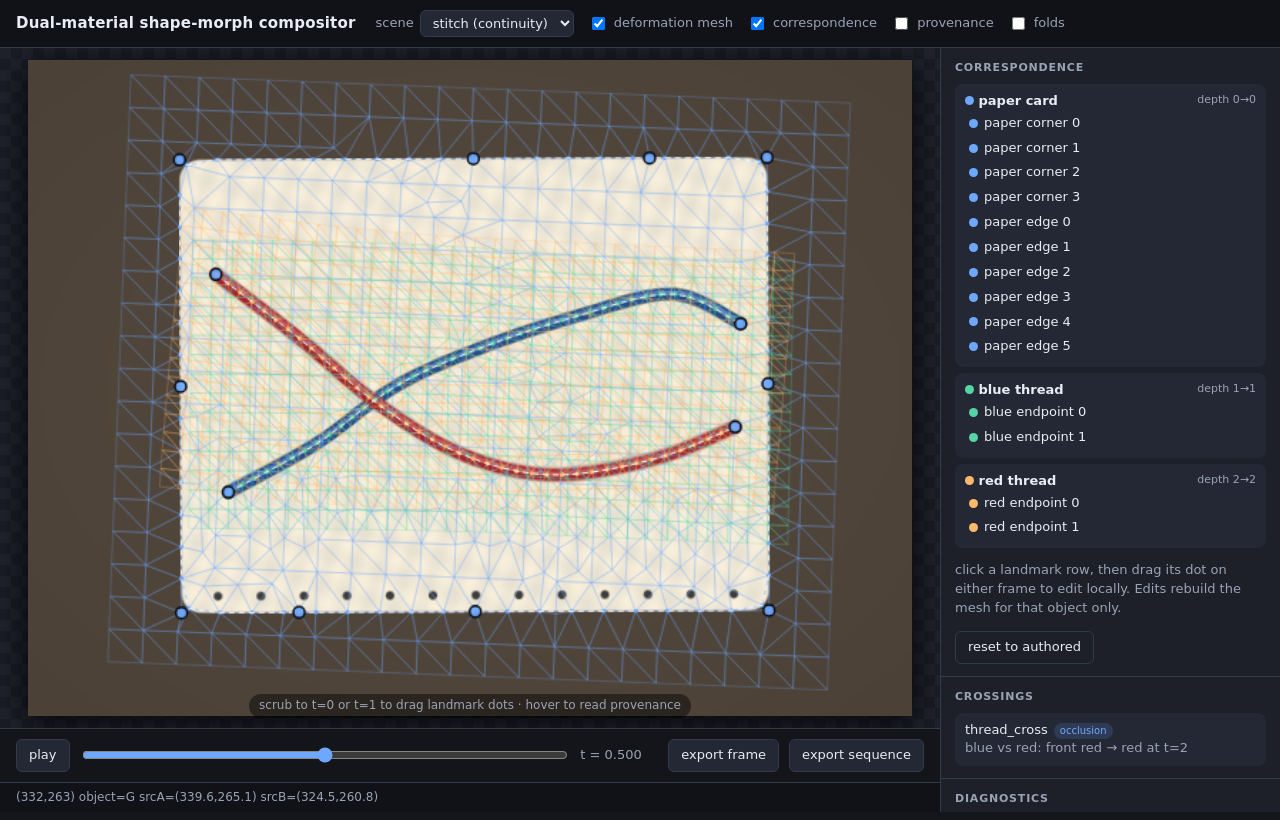 Dual-material shape-morph compositor
scene stitch (continuity) deformation mesh correspondence provenance folds
scrub to t=0 or t=1 to drag landmark dots · hover to read provenance
play t = 0.500 export frame export sequence
(332,263) object=G srcA=(339.6,265.1) srcB=(324.5,260.8)
CORRESPONDENCE
paper card depth 0→0
paper corner 0
paper corner 1
paper corner 2
paper corner 3
paper edge 0
paper edge 1
paper edge 2
paper edge 3
paper edge 4
paper edge 5
blue thread depth 1→1
blue endpoint 0
blue endpoint 1
red thread depth 2→2
red endpoint 0
red endpoint 1
click a landmark row, then drag its dot on
either frame to edit locally. Edits rebuild the
mesh for that object only.
reset to authored
CROSSINGS
thread_cross occlusion
blue vs red: front red → red at t=2
DIAGNOSTICS